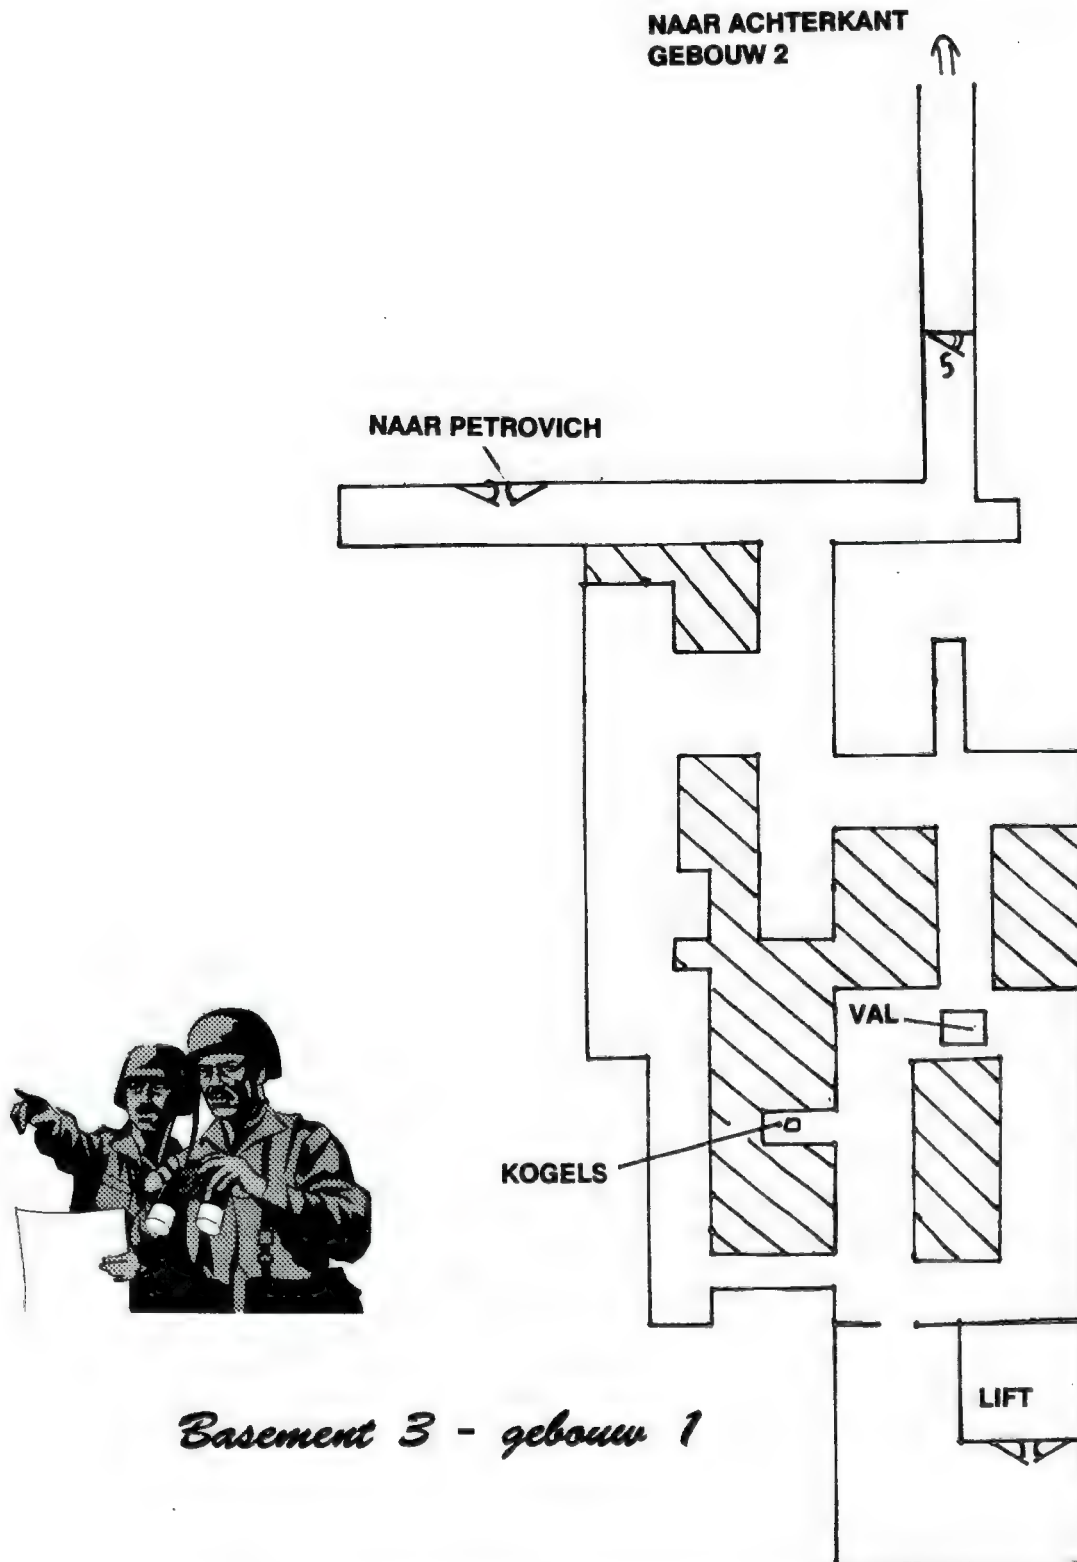 NAAR ACHTERKANT
GEBOUW 2
5
NAAR PETROVICH
VAL
KOGELS
LIFT
Basement 3 - gebouw 1